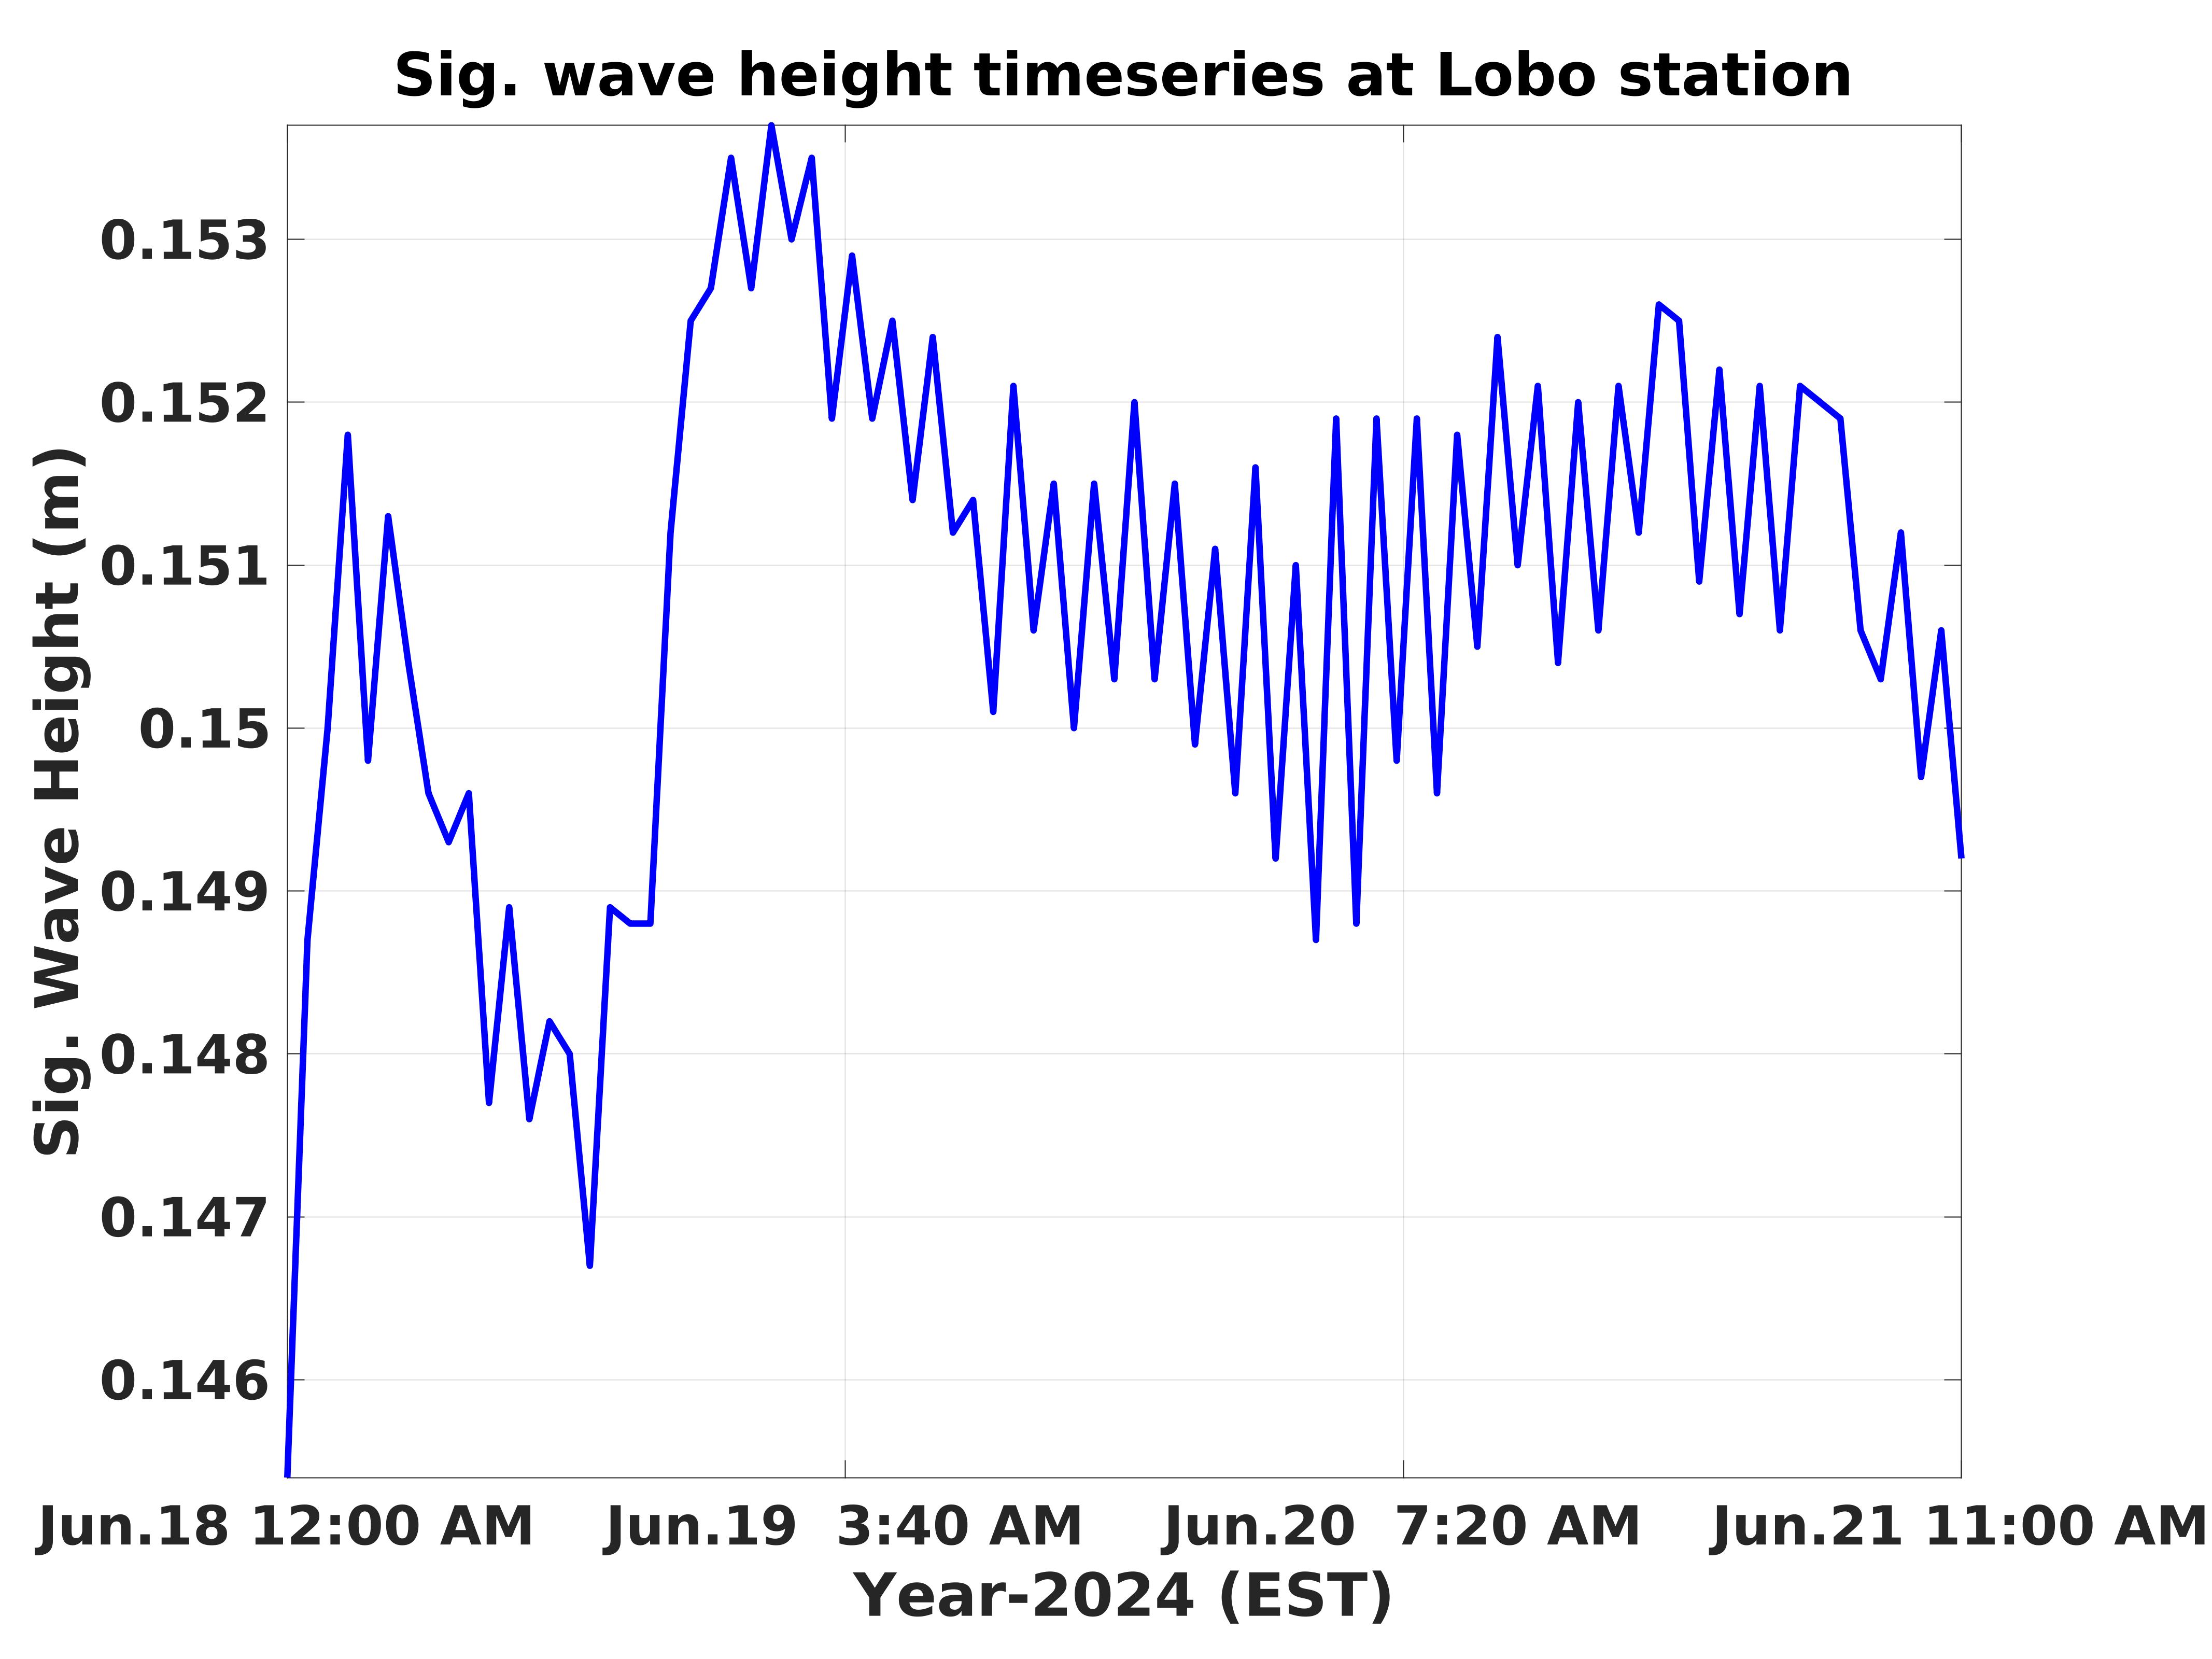 Sig. wave height timeseries at Lobo station
Sig. Wave Height (m)
0.153
0.152
0.151
0.15
0.149
0.148
0.147
0.146
Jun.18 12:00 AM Jun.19 3:40 AM Jun.20 7:20 AM Jun.21 11:00 AM
Year-2024 (EST)